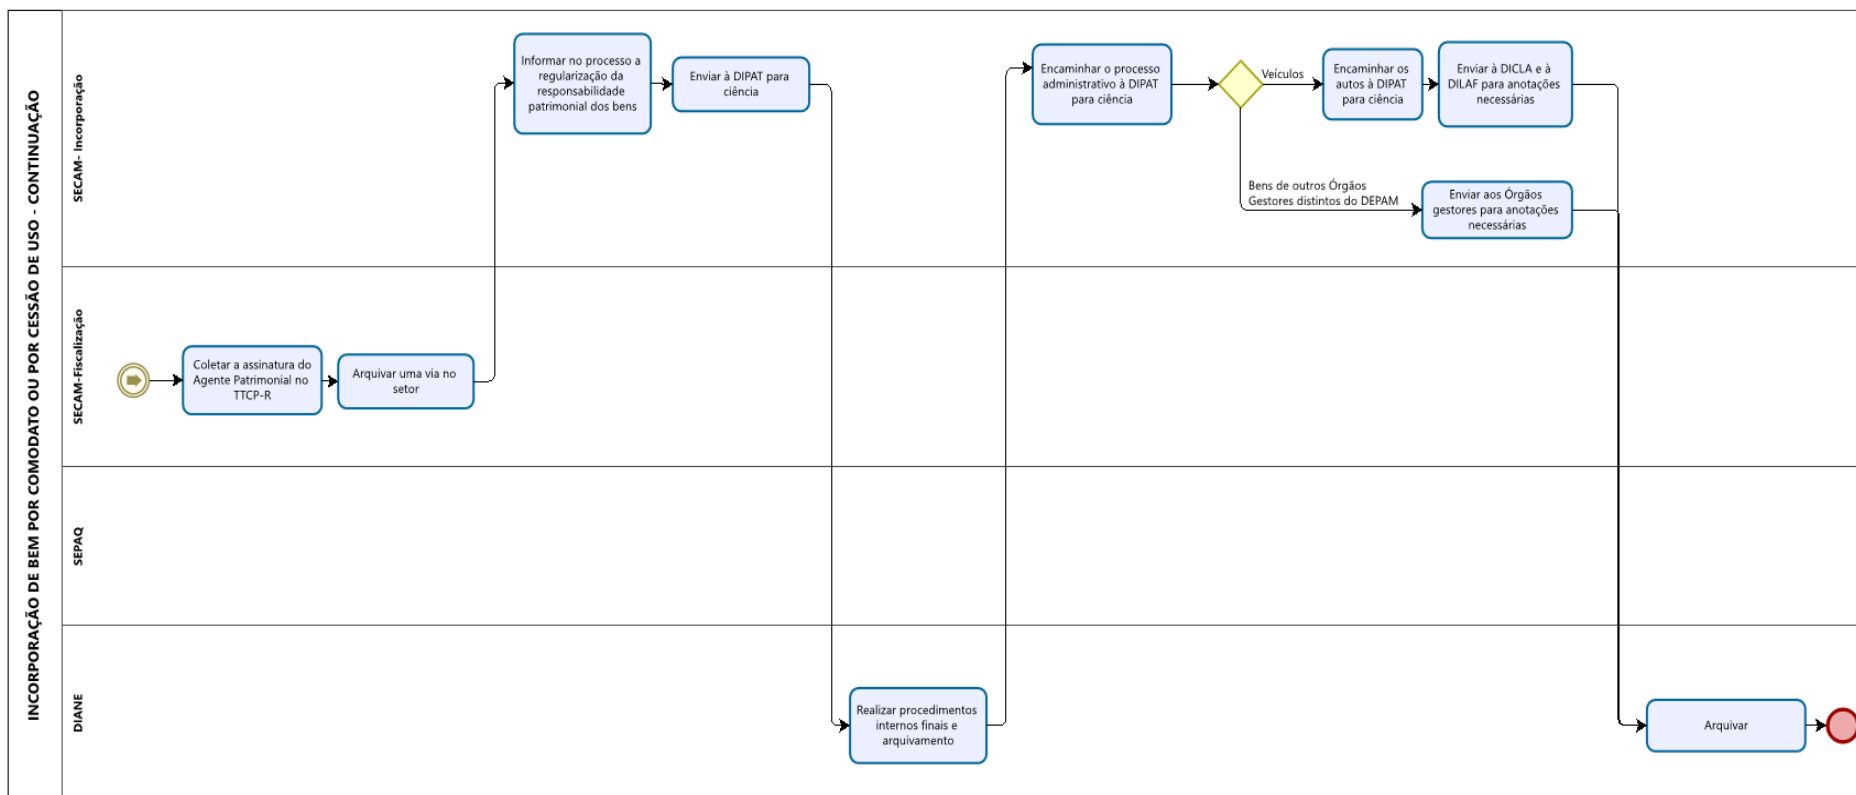 INCORPORAÇÃO DE BEM POR COMODATO OU POR CESSÃO DE USO - CONTINUAÇÃO
SECAM- Incorporação
Informar no processo a
regularização da
responsabilidade
patrimonial dos bens
Enviar à DIPAT para
ciência
Encaminhar o processo
administrativo à DIPAT
para ciência
Veículos
Encaminhar os
autos à DIPAT
para ciência
Enviar à DICLA e à
DILAF para anotações
necessárias
Bens de outros Órgãos
Gestores distintos do DEPAM
Enviar aos Órgãos
gestores para anotações
necessárias
SECAM-Fiscalização
Coletar a assinatura do
Agente Patrimonial no
TTCP-R
Arquivar uma via no
setor
SEPAQ
DIANE
Realizar procedimentos
internos finais e
arquivamento
Arquivar